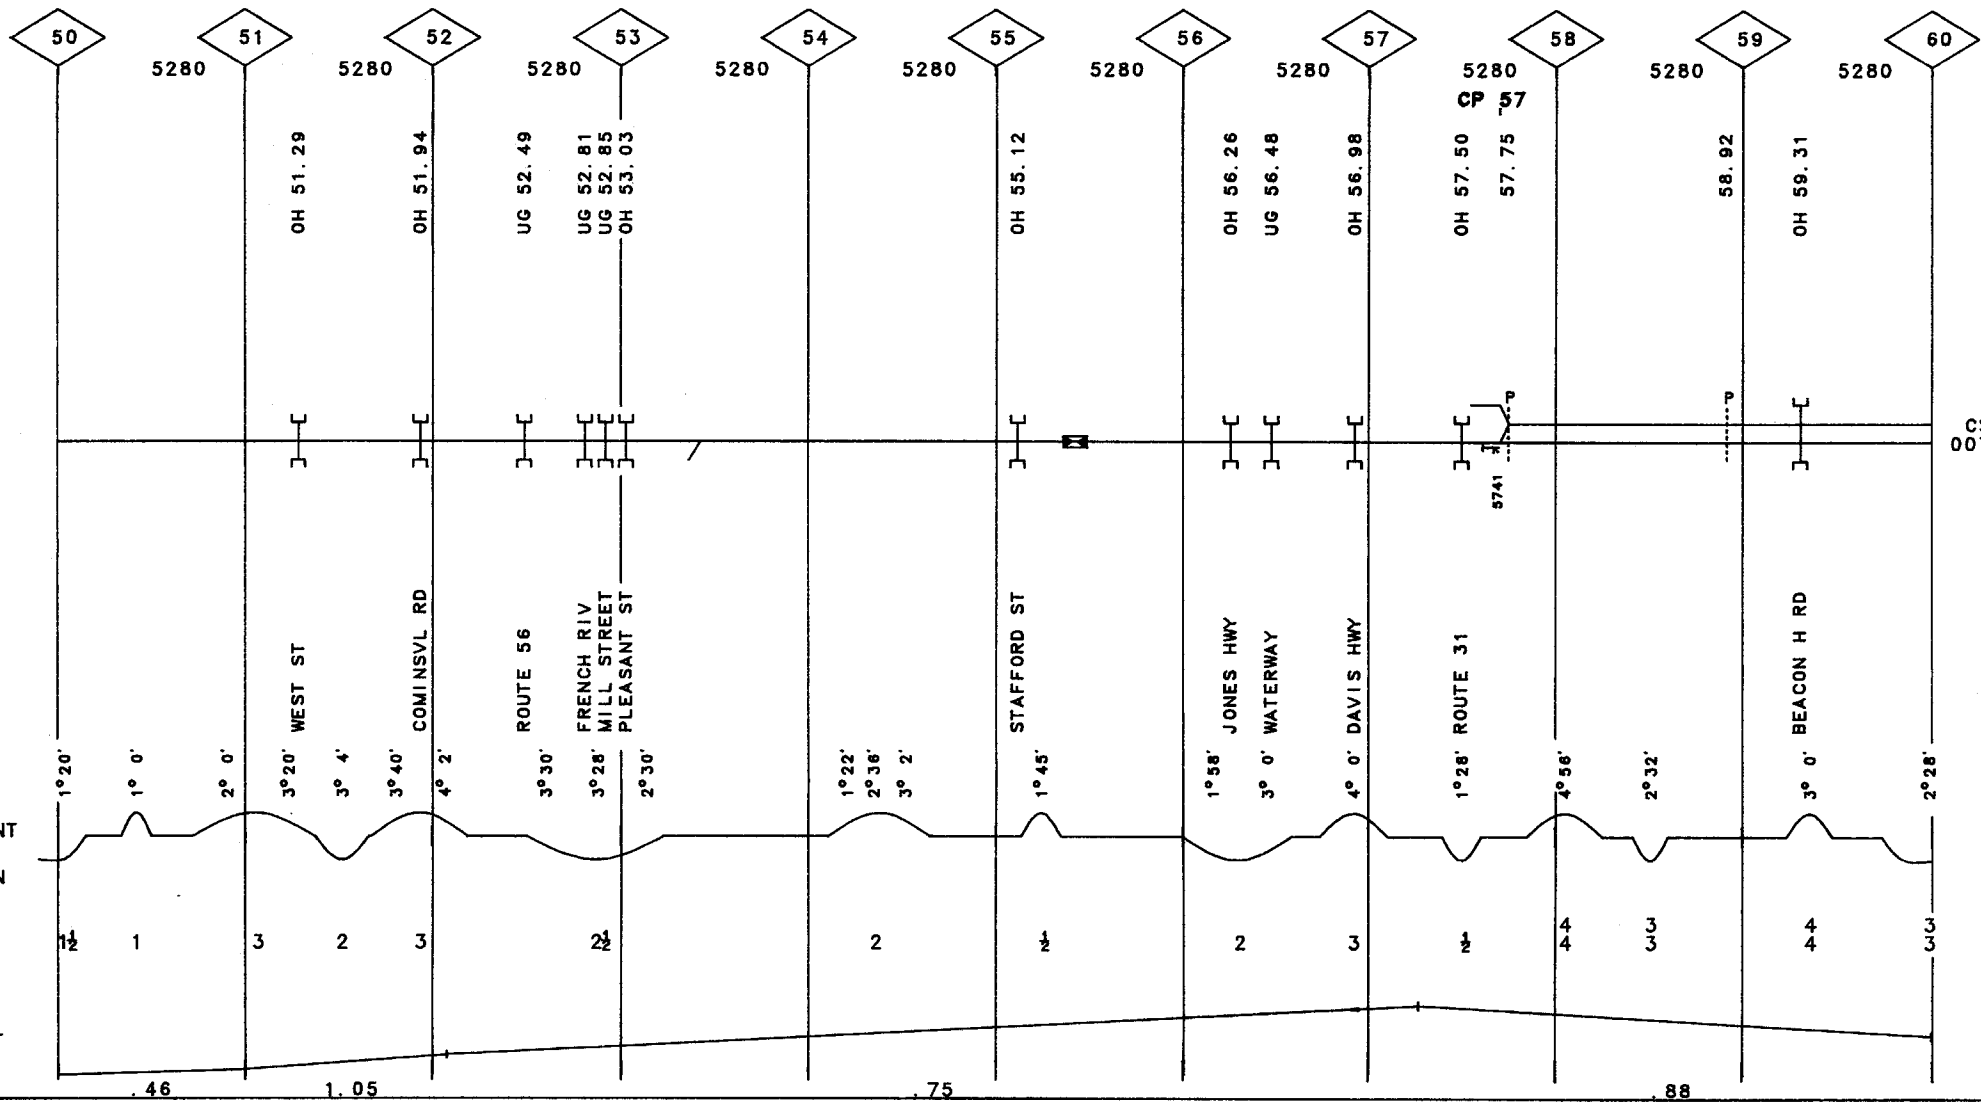 50 51 52 53 54 55 56 57 58 59 60
5280 5280 5280 5280 5280 5280 5280 5280 5280 5280
CP 57
OH 51.29
OH 51.94
UG 52.49
UG 52.81
UG 52.85
OH 53.03
OH 55.12
OH 56.26
UG 56.48
OH 56.98
OH 57.50
57.75
58.92
OH 59.31
P
P
5741
C
00
WEST ST
COMINSVL RD
ROUTE 56
FRENCH RIV
MILL STREET
PLEASANT ST
STAFFORD ST
JONES HWY
WATERWAY
DAVIS HWY
ROUTE 31
BEACON H RD
1°20'
1° 0'
2° 0'
3°20'
3° 4'
3°40'
4° 2'
3°30'
3°28'
2°30'
1°22'
2°36'
3° 2'
1°45'
1°58'
3° 0'
4° 0'
1°28'
4°56'
2°32'
3° 0'
2°28'
NT
N
4 3 4 3
1½ 1 3 2 3 2½ 2 ½ 2 3 ½ 4 3 4 3
.46 1.05 .75 .88